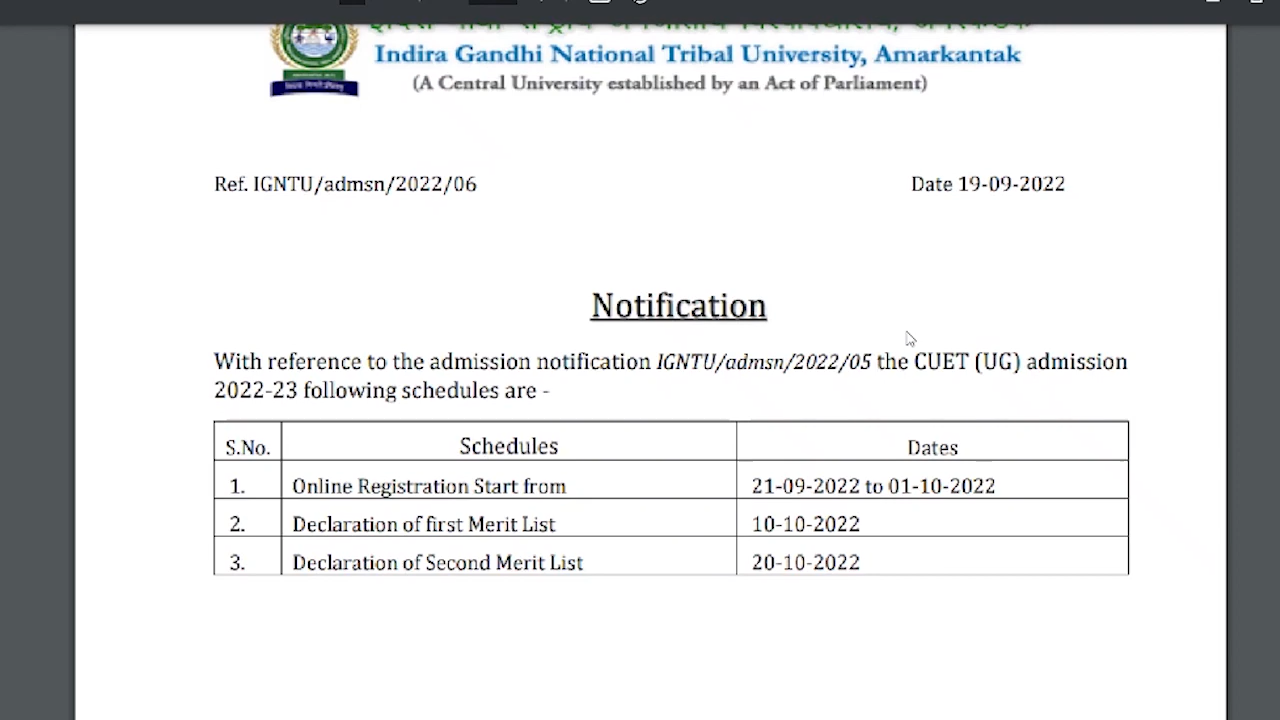 Indira Gandhi National Tribal University, Amarkantak
(A Central University established by an Act of Parliament)
Ref. IGNTU/admsn/2022/06 Date 19-09-2022
Notification
With reference to the admission notification IGNTU/admsn/2022/05 the CUET (UG) admission
2022-23 following schedules are -
S.No. Schedules Dates
1. Online Registration Start from 21-09-2022 to 01-10-2022
2. Declaration of first Merit List 10-10-2022
3. Declaration of Second Merit List 20-10-2022